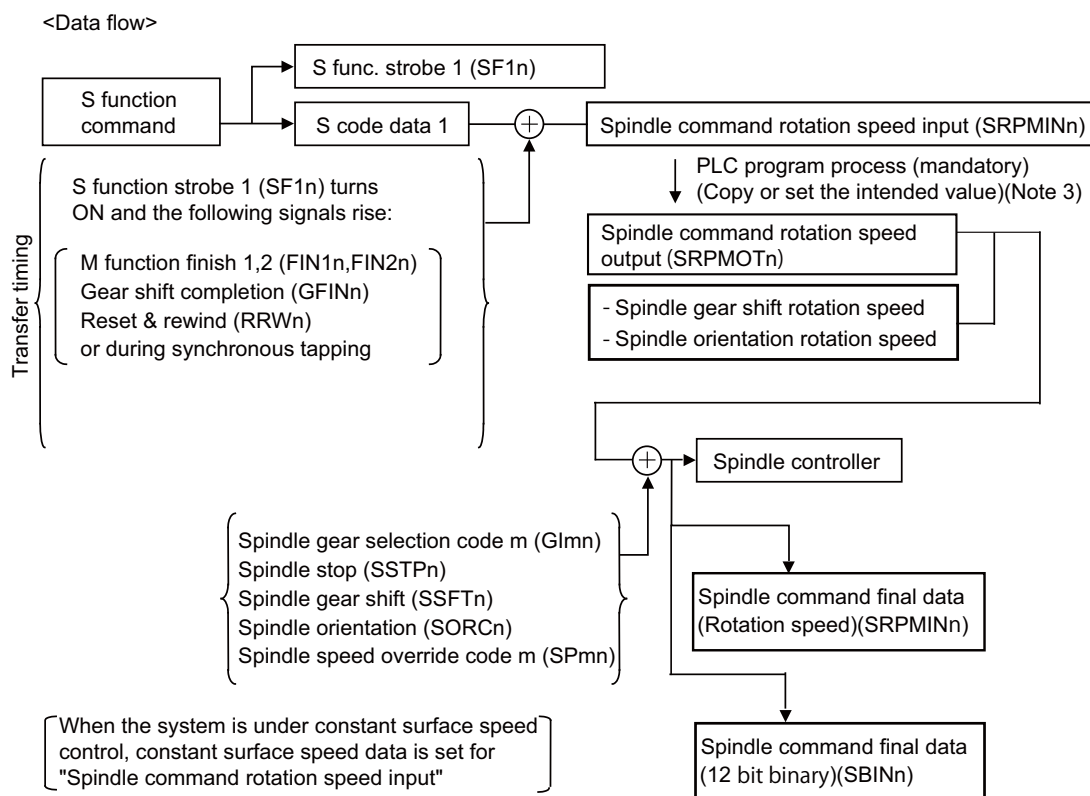 <Data flow>
S func. strobe 1 (SF1n)
S function
command
S code data 1
Spindle command rotation speed input (SRPMINn)
Transfer timing
S function strobe 1 (SF1n) turns
ON and the following signals rise:
M function finish 1,2 (FIN1n,FIN2n)
Gear shift completion (GFINn)
Reset & rewind (RRWn)
or during synchronous tapping
PLC program process (mandatory)
(Copy or set the intended value)(Note 3)
Spindle command rotation speed
output (SRPMOTn)
- Spindle gear shift rotation speed
- Spindle orientation rotation speed
Spindle controller
Spindle gear selection code m (GImn)
Spindle stop (SSTPn)
Spindle gear shift (SSFTn)
Spindle orientation (SORCn)
Spindle speed override code m (SPmn)
Spindle command final data
(Rotation speed)(SRPMINn)
When the system is under constant surface speed
control, constant surface speed data is set for
"Spindle command rotation speed input"
Spindle command final data
(12 bit binary)(SBINn)